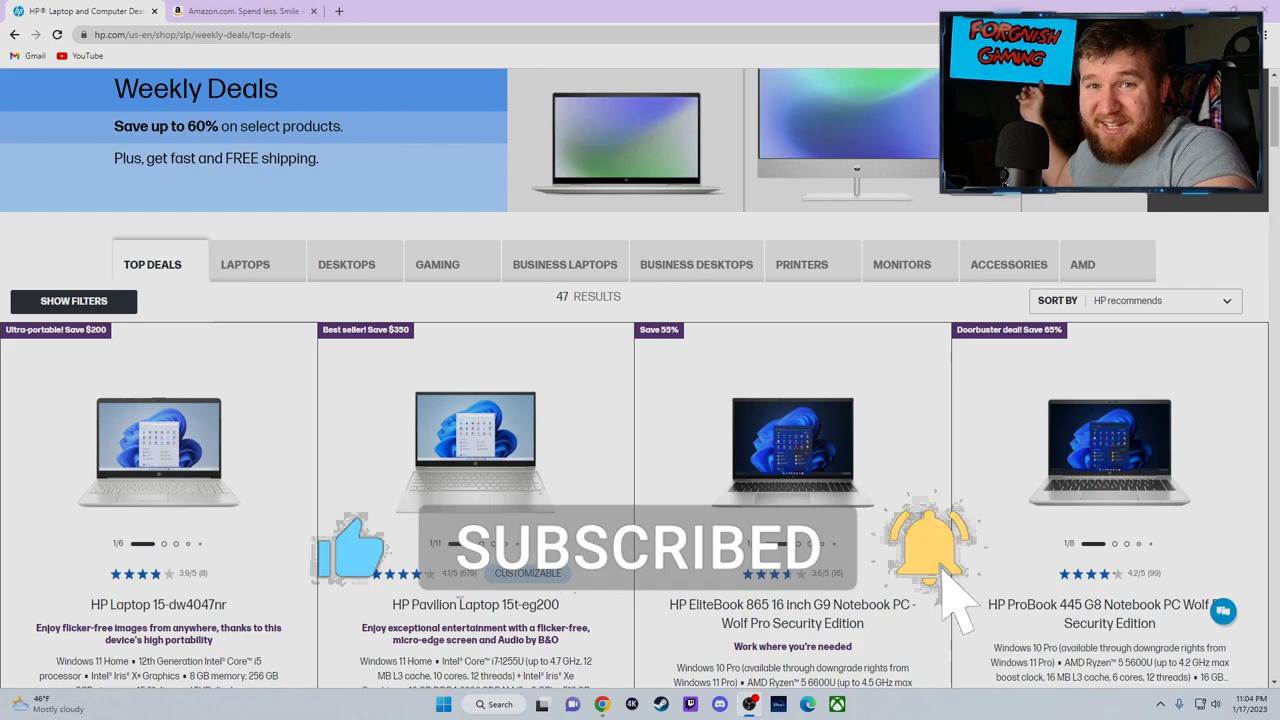 HP® Laptop and Computer Deal
Amazon.com. Spend less. Smile
hp.com/us-en/shop/slp/weekly-deals/top-deals
Gmail
YouTube
FORGNISH
GAMING
Weekly Deals
Save up to 60% on select products.
Plus, get fast and FREE shipping.
TOP DEALS
LAPTOPS
DESKTOPS
GAMING
BUSINESS LAPTOPS
BUSINESS DESKTOPS
PRINTERS
MONITORS
ACCESSORIES
AMD
SHOW FILTERS
47 RESULTS
SORT BY
HP recommends
Ultra-portable! Save $200
Best seller! Save $350
Save 55%
Doorbuster deal! Save 65%
1/6
1/11
1/8
SUBSCRIBED
3.9/5 (8)
4.1/5 (679)
CUSTOMIZABLE
3.6/5 (16)
4.2/5 (99)
HP Laptop 15-dw4047nr
Enjoy flicker-free images from anywhere, thanks to this
device's high portability
Windows 11 Home ▪ 12th Generation Intel® Core™ i5
processor ▪ Intel® Iris® Xᵉ Graphics ▪ 8 GB memory; 256 GB
HP Pavilion Laptop 15t-eg200
Enjoy exceptional entertainment with a flicker-free,
micro-edge screen and Audio by B&O
Windows 11 Home ▪ Intel® Core™ i7-1255U (up to 4.7 GHz, 12
MB L3 cache, 10 cores, 12 threads) + Intel® Iris Xe
HP EliteBook 865 16 inch G9 Notebook PC -
Wolf Pro Security Edition
Work where you're needed
Windows 10 Pro (available through downgrade rights from
Windows 11 Pro) ▪ AMD Ryzen™ 5 6600U (up to 4.5 GHz max
HP ProBook 445 G8 Notebook PC Wolf
Security Edition
Windows 10 Pro (available through downgrade rights from
Windows 11 Pro) ▪ AMD Ryzen™ 5 5600U (up to 4.2 GHz max
boost clock, 16 MB L3 cache, 6 cores, 12 threads) ▪ 16 GB
46°F
Mostly cloudy
Search
11:04 PM
1/17/2023